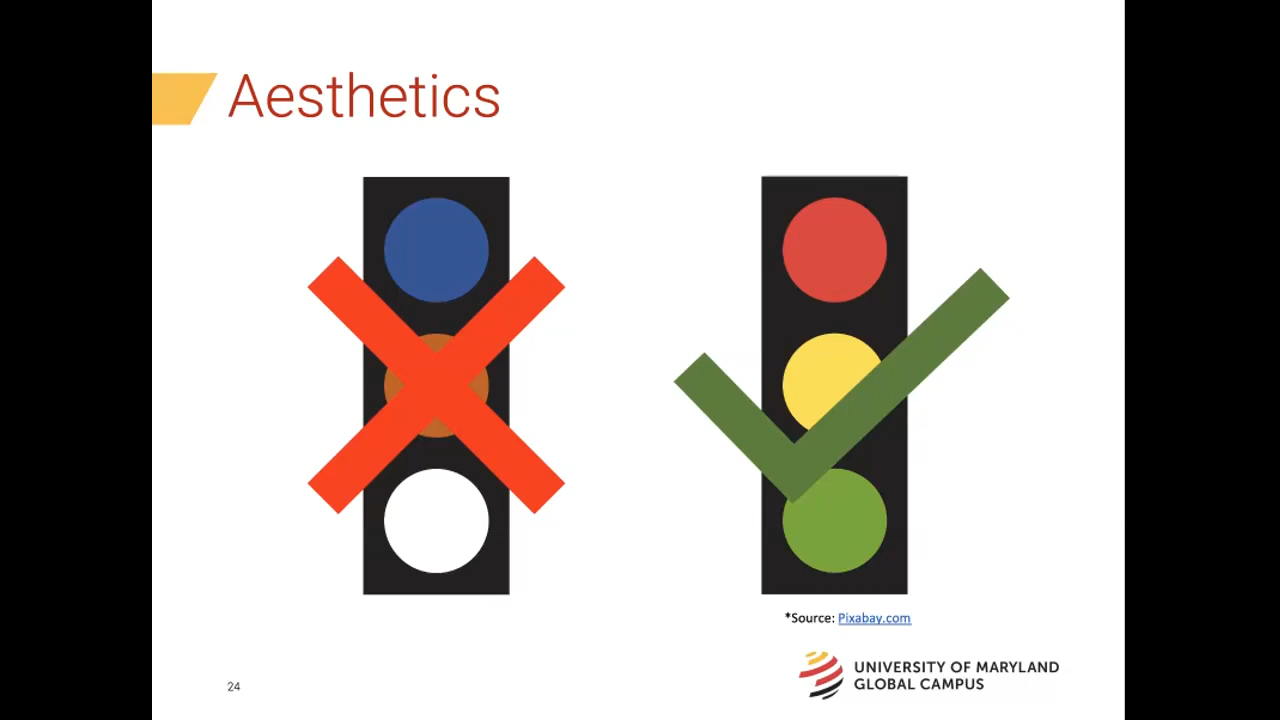 Aesthetics
*Source: Pixabay.com
24
UNIVERSITY OF MARYLAND
GLOBAL CAMPUS